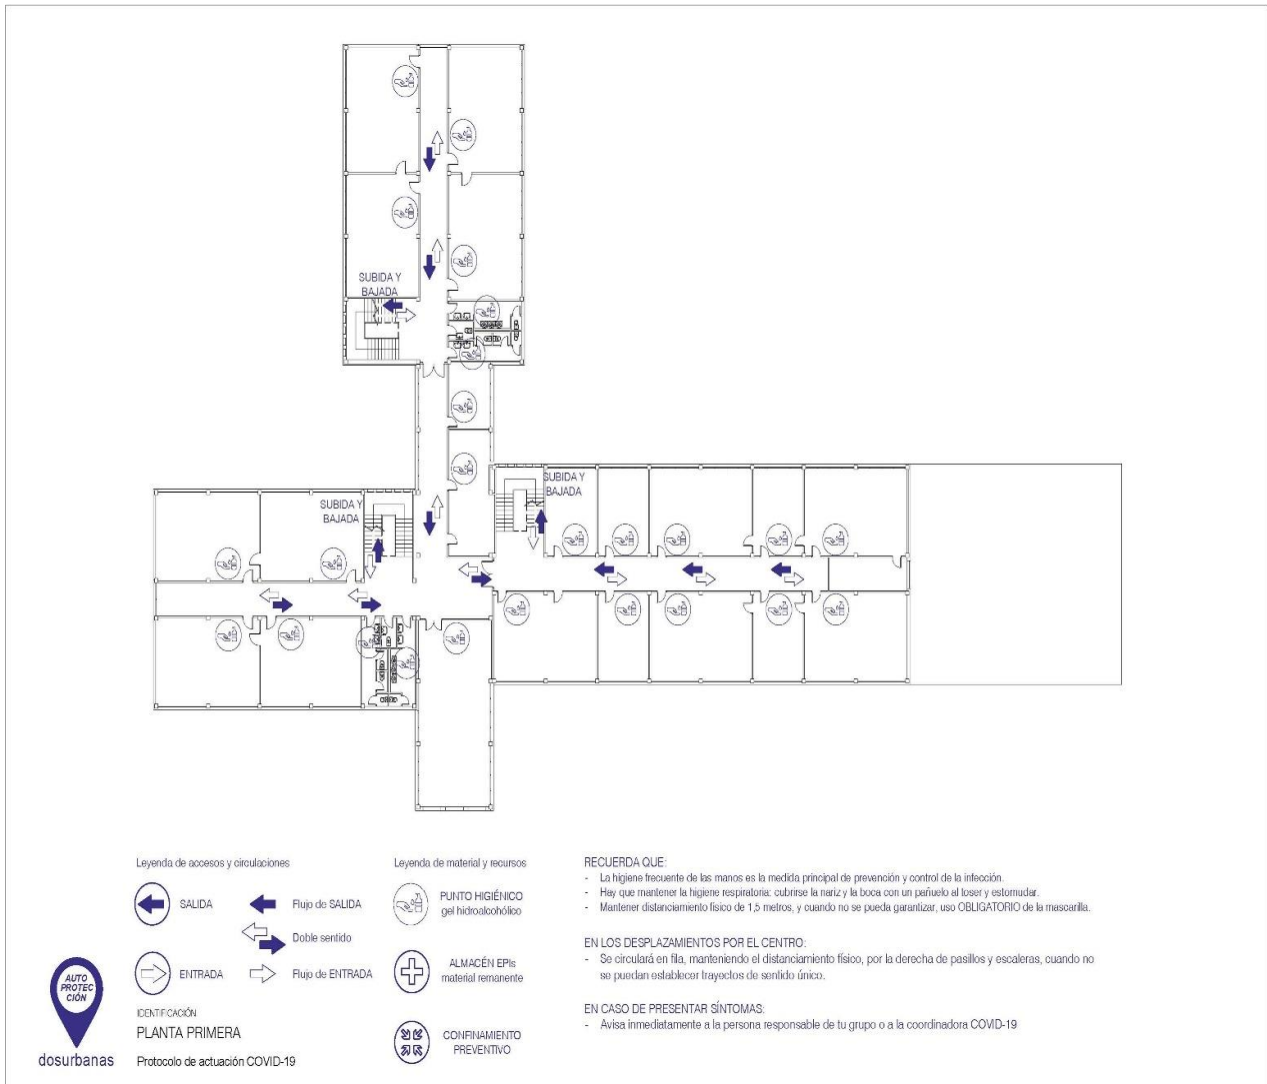 SUBIDA Y
BAJADA
SUBIDA Y
BAJADA
SUBIDA Y
BAJADA
Leyenda de accesos y circulaciones
SALIDA
Flujo de SALIDA
Doble sentido
ENTRADA
Flujo de ENTRADA
Leyenda de material y recursos
PUNTO HIGIÉNICO
gel hidroalcohólico
ALMACÉN EPIs
material remanente
CONFINAMIENTO
PREVENTIVO
RECUERDA QUE:
- La higiene frecuente de las manos es la medida principal de prevención y control de la infección.
- Hay que mantener la higiene respiratoria: cubrirse la nariz y la boca con un pañuelo al toser y estornudar.
- Mantener distanciamiento físico de 1,5 metros, y cuando no se pueda garantizar, uso OBLIGATORIO de la mascarilla.
EN LOS DESPLAZAMIENTOS POR EL CENTRO:
- Se circulará en fila, manteniendo el distanciamiento físico, por la derecha de pasillos y escaleras, cuando no
se puedan establecer trayectos de sentido único.
EN CASO DE PRESENTAR SÍNTOMAS:
- Avisa inmediatamente a la persona responsable de tu grupo o a la coordinadora COVID-19
AUTO
PROTEC
CIÓN
dosurbanas
IDENTIFICACIÓN
PLANTA PRIMERA
Protocolo de actuación COVID-19